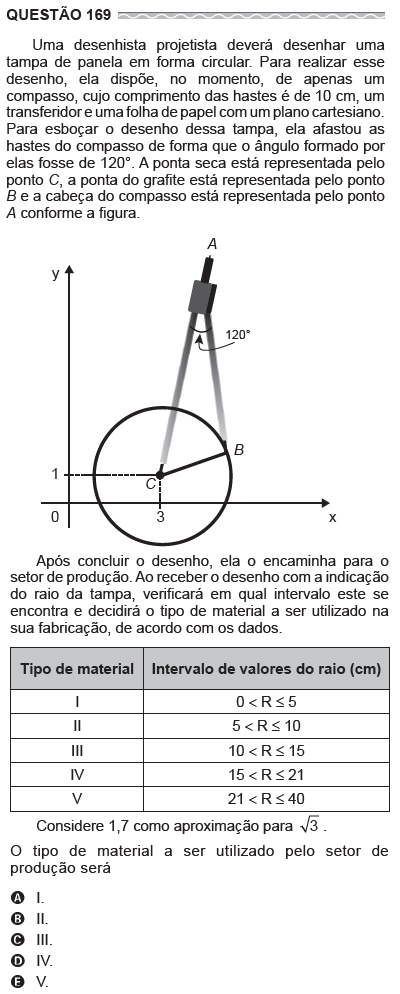 QUESTÃO 169
Uma desenhista projetista deverá desenhar uma
tampa de panela em forma circular. Para realizar esse
desenho, ela dispõe, no momento, de apenas um
compasso, cujo comprimento das hastes é de 10 cm, um
transferidor e uma folha de papel com um plano cartesiano.
Para esboçar o desenho dessa tampa, ela afastou as
hastes do compasso de forma que o ângulo formado por
elas fosse de 120°. A ponta seca está representada pelo
ponto C, a ponta do grafite está representada pelo ponto
B e a cabeça do compasso está representada pelo ponto
A conforme a figura.
A
y
120°
B
1
C
0
3
x
Após concluir o desenho, ela o encaminha para o
setor de produção. Ao receber o desenho com a indicação
do raio da tampa, verificará em qual intervalo este se
encontra e decidirá o tipo de material a ser utilizado na
sua fabricação, de acordo com os dados.
Tipo de material Intervalo de valores do raio (cm)
I 0 < R ≤ 5
II 5 < R ≤ 10
III 10 < R ≤ 15
IV 15 < R ≤ 21
V 21 < R ≤ 40
Considere 1,7 como aproximação para √3 .
O tipo de material a ser utilizado pelo setor de
produção será
A I.
B II.
C III.
D IV.
E V.